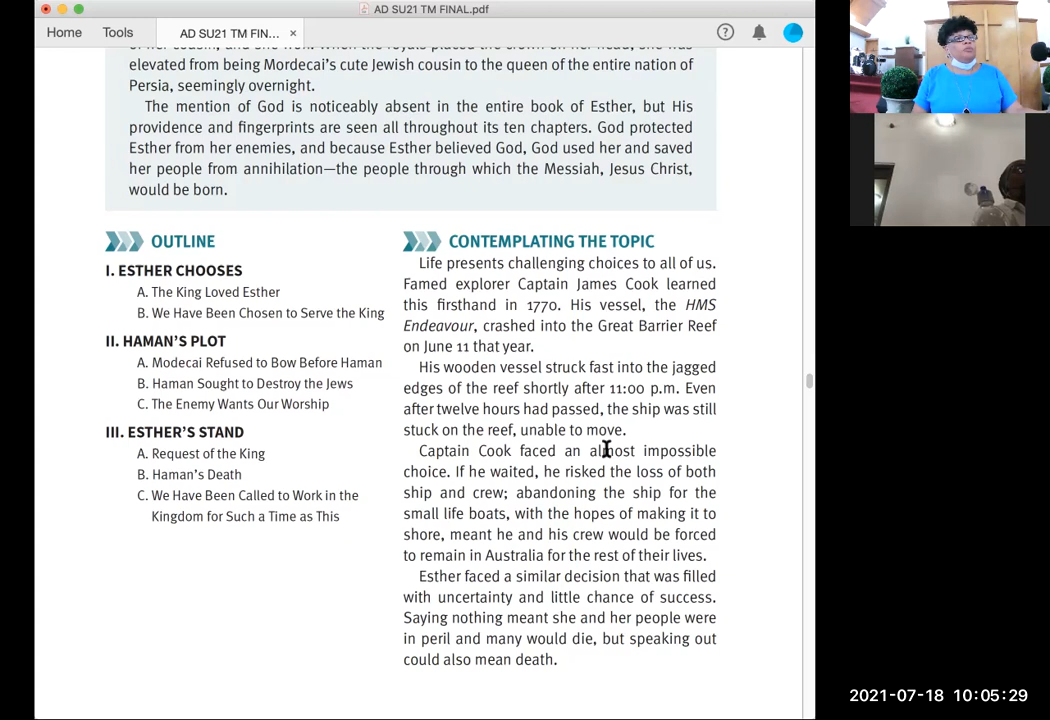 AD SU21 TM FINAL.pdf
Home
Tools
AD SU21 TM FIN...
×
?
elevated from being Mordecai's cute Jewish cousin to the queen of the entire nation of
Persia, seemingly overnight.
The mention of God is noticeably absent in the entire book of Esther, but His
providence and fingerprints are seen all throughout its ten chapters. God protected
Esther from her enemies, and because Esther believed God, God used her and saved
her people from annihilation—the people through which the Messiah, Jesus Christ,
would be born.
OUTLINE
I. ESTHER CHOOSES
A. The King Loved Esther
B. We Have Been Chosen to Serve the King
II. HAMAN'S PLOT
A. Modecai Refused to Bow Before Haman
B. Haman Sought to Destroy the Jews
C. The Enemy Wants Our Worship
III. ESTHER'S STAND
A. Request of the King
B. Haman's Death
C. We Have Been Called to Work in the
Kingdom for Such a Time as This
CONTEMPLATING THE TOPIC
Life presents challenging choices to all of us.
Famed explorer Captain James Cook learned
this firsthand in 1770. His vessel, the HMS
Endeavour, crashed into the Great Barrier Reef
on June 11 that year.
His wooden vessel struck fast into the jagged
edges of the reef shortly after 11:00 p.m. Even
after twelve hours had passed, the ship was still
stuck on the reef, unable to move.
Captain Cook faced an almost impossible
choice. If he waited, he risked the loss of both
ship and crew; abandoning the ship for the
small life boats, with the hopes of making it to
shore, meant he and his crew would be forced
to remain in Australia for the rest of their lives.
Esther faced a similar decision that was filled
with uncertainty and little chance of success.
Saying nothing meant she and her people were
in peril and many would die, but speaking out
could also mean death.
2021-07-18 10:05:29